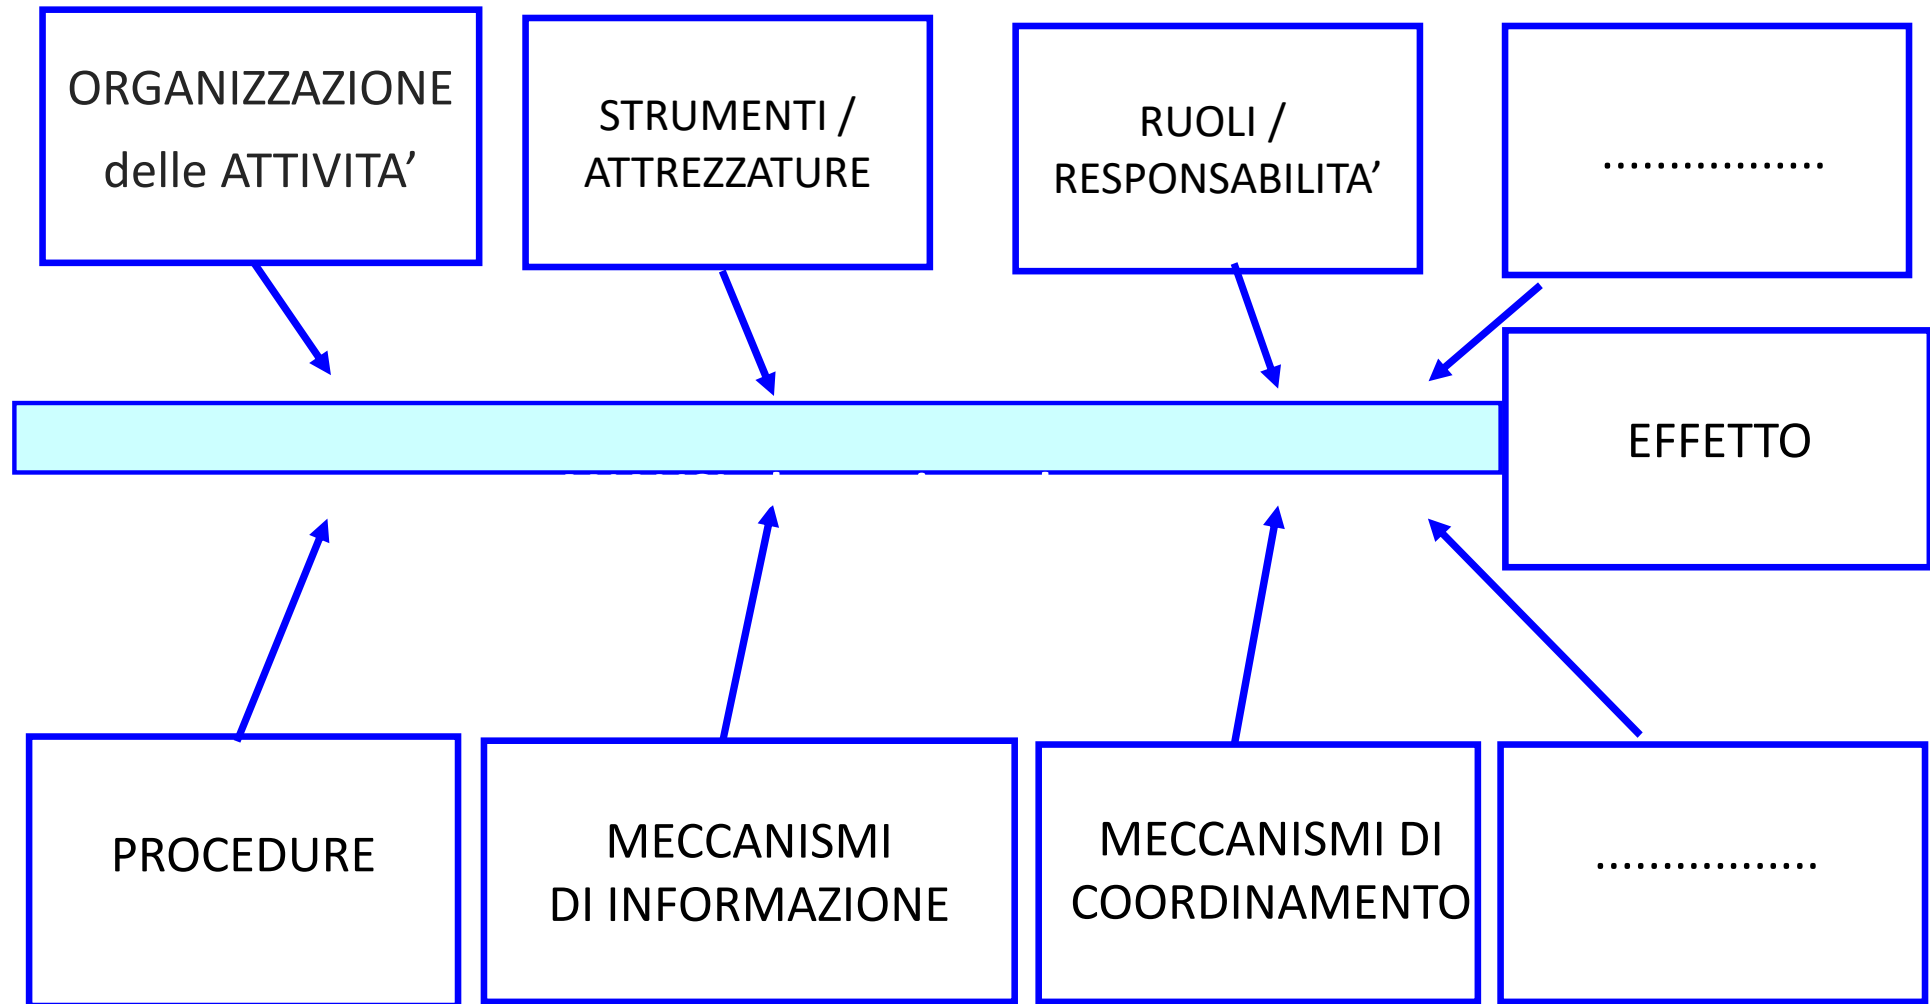 ORGANIZZAZIONE
delle ATTIVITA’
STRUMENTI /
ATTREZZATURE
RUOLI /
RESPONSABILITA’
.................
EFFETTO
PROCEDURE
MECCANISMI
DI INFORMAZIONE
MECCANISMI DI
COORDINAMENTO
.................